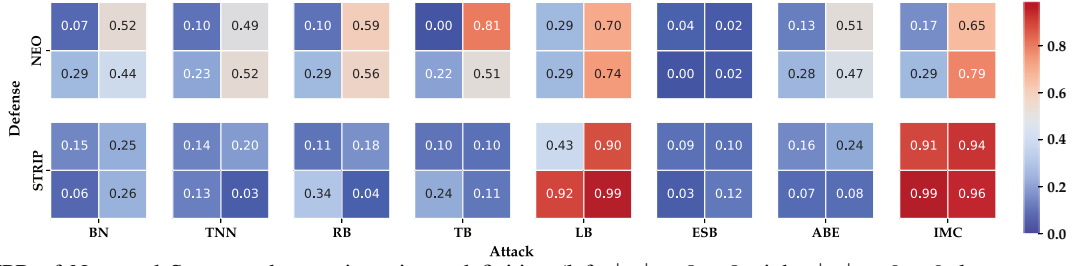 0.07 0.52 0.10 0.49 0.10 0.59 0.00 0.81 0.29 0.70 0.04 0.02 0.13 0.51 0.17 0.65
0.29 0.44 0.23 0.52 0.29 0.56 0.22 0.51 0.29 0.74 0.00 0.02 0.28 0.47 0.29 0.79
NEO
0.15 0.25 0.14 0.20 0.11 0.18 0.10 0.10 0.43 0.90 0.09 0.10 0.16 0.24 0.91 0.94
0.06 0.26 0.13 0.03 0.34 0.04 0.24 0.11 0.92 0.99 0.03 0.12 0.07 0.08 0.99 0.96
STRIP
Defense
BN TNN RB TB LB ESB ABE IMC
Attack
0.8
0.6
0.4
0.2
0.0